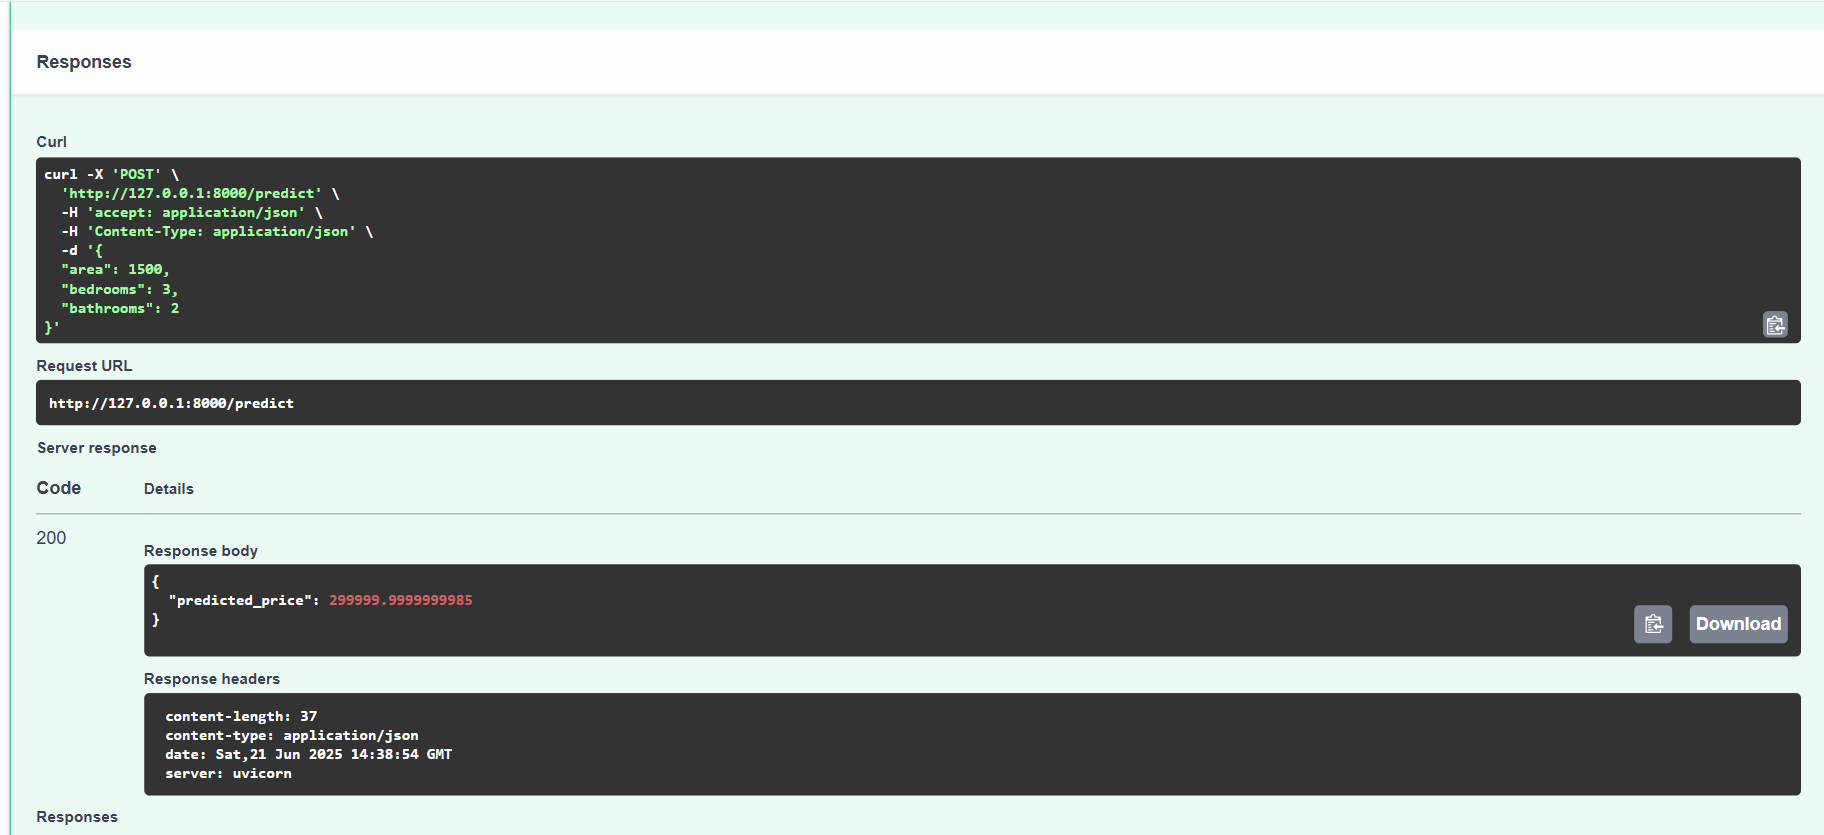 Responses
Curl
curl -X 'POST' \
  'http://127.0.0.1:8000/predict' \
  -H 'accept: application/json' \
  -H 'Content-Type: application/json' \
  -d '{
  "area": 1500,
  "bedrooms": 3,
  "bathrooms": 2
}'
Request URL
http://127.0.0.1:8000/predict
Server response
Code Details
200
Response body
{
  "predicted_price": 299999.9999999985
}
Download
Response headers
content-length: 37
content-type: application/json
date: Sat,21 Jun 2025 14:38:54 GMT
server: uvicorn
Responses